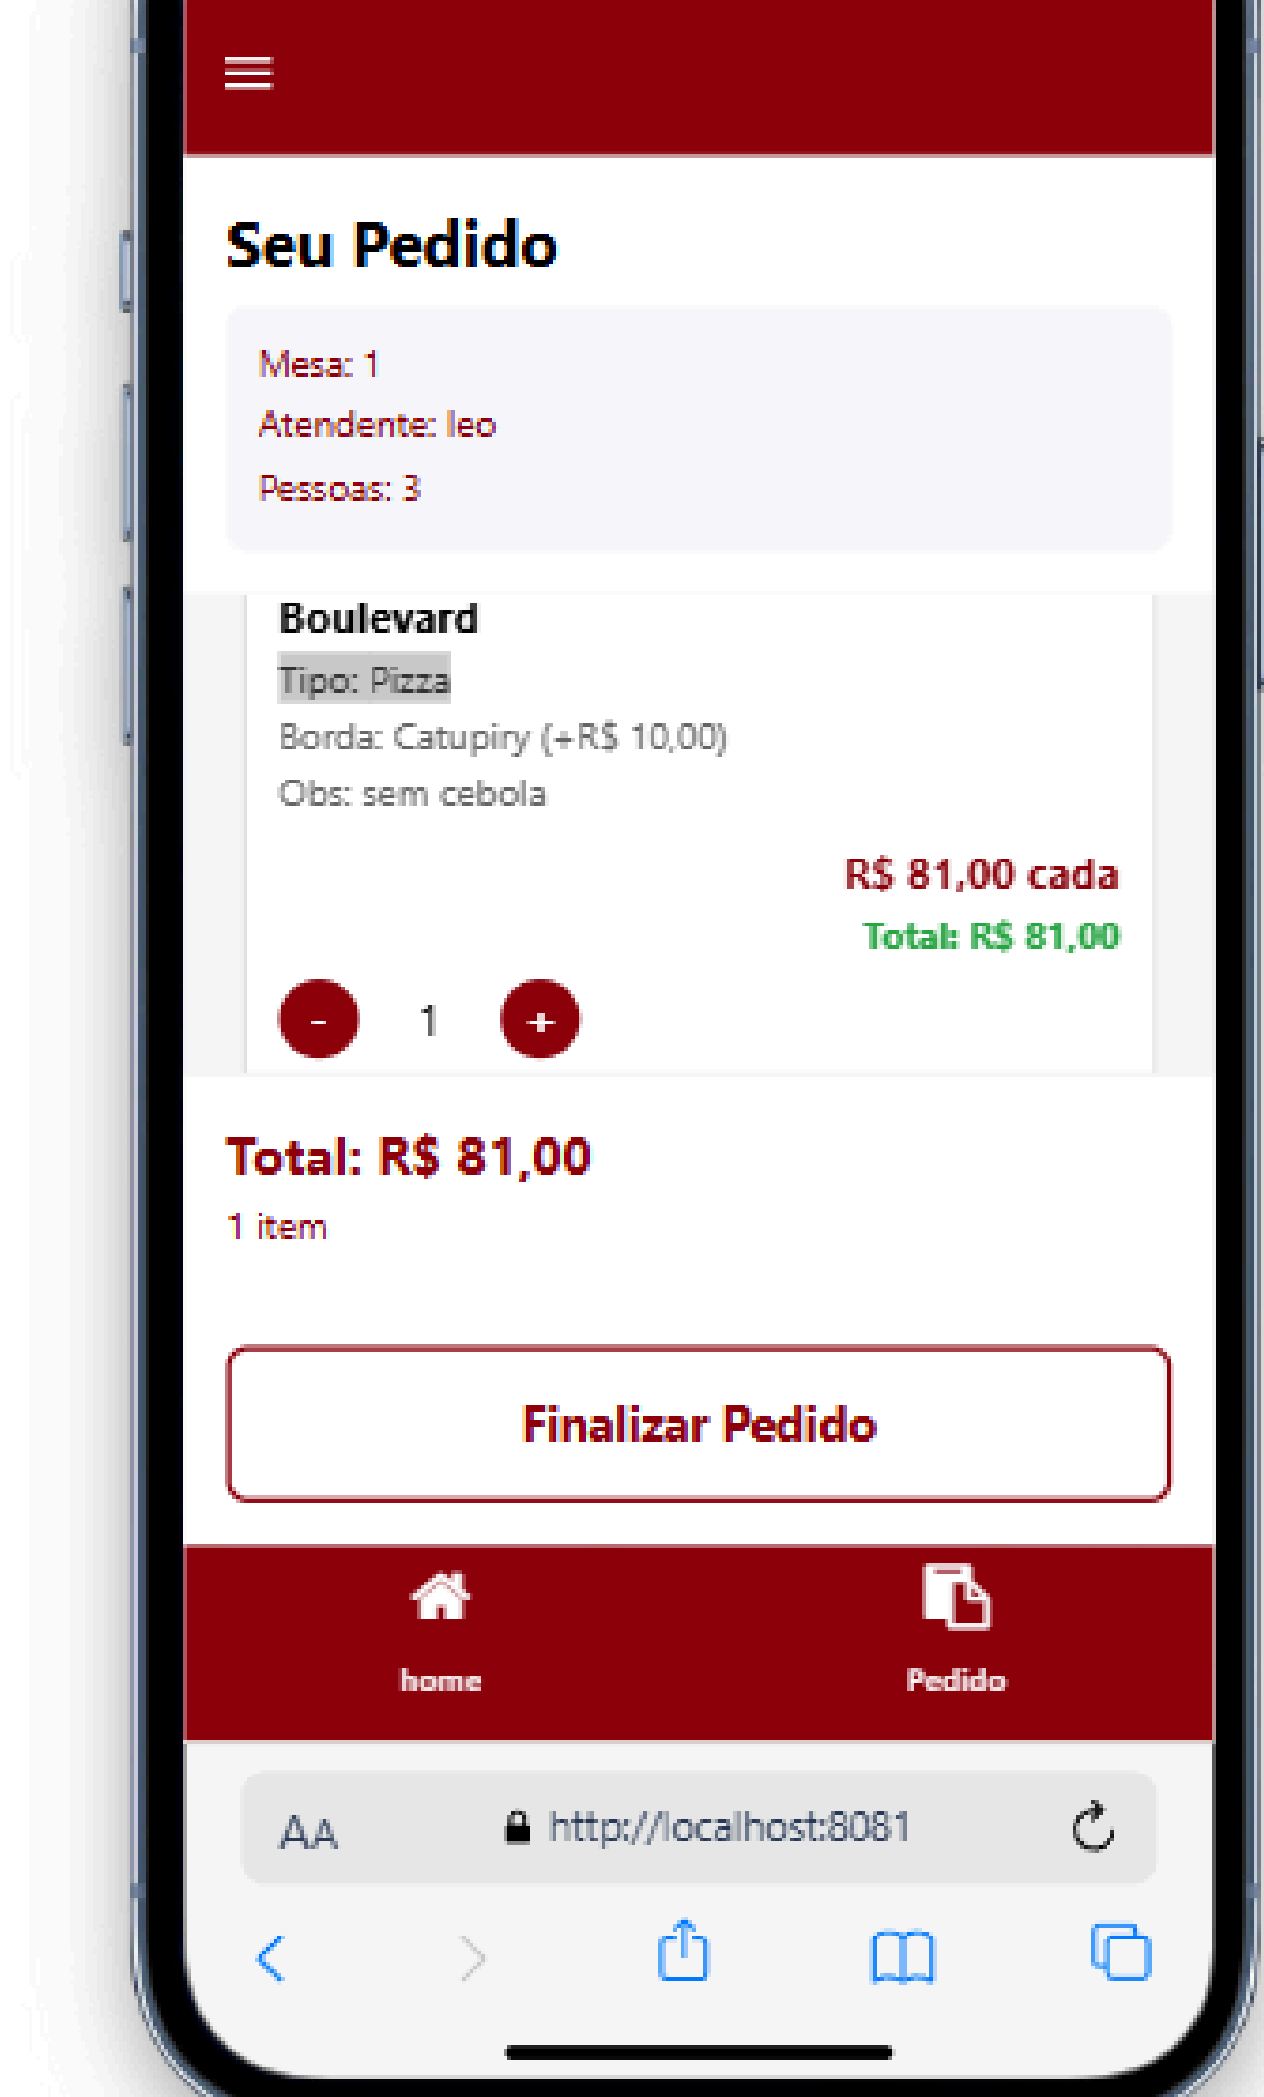 Seu Pedido
Mesa: 1
Atendente: leo
Pessoas: 3
Boulevard
Tipo: Pizza
Borda: Catupiry (+R$ 10,00)
Obs: sem cebola
R$ 81,00 cada
Total: R$ 81,00
- 1 +
Total: R$ 81,00
1 item
Finalizar Pedido
home Pedido
AA http://localhost:8081